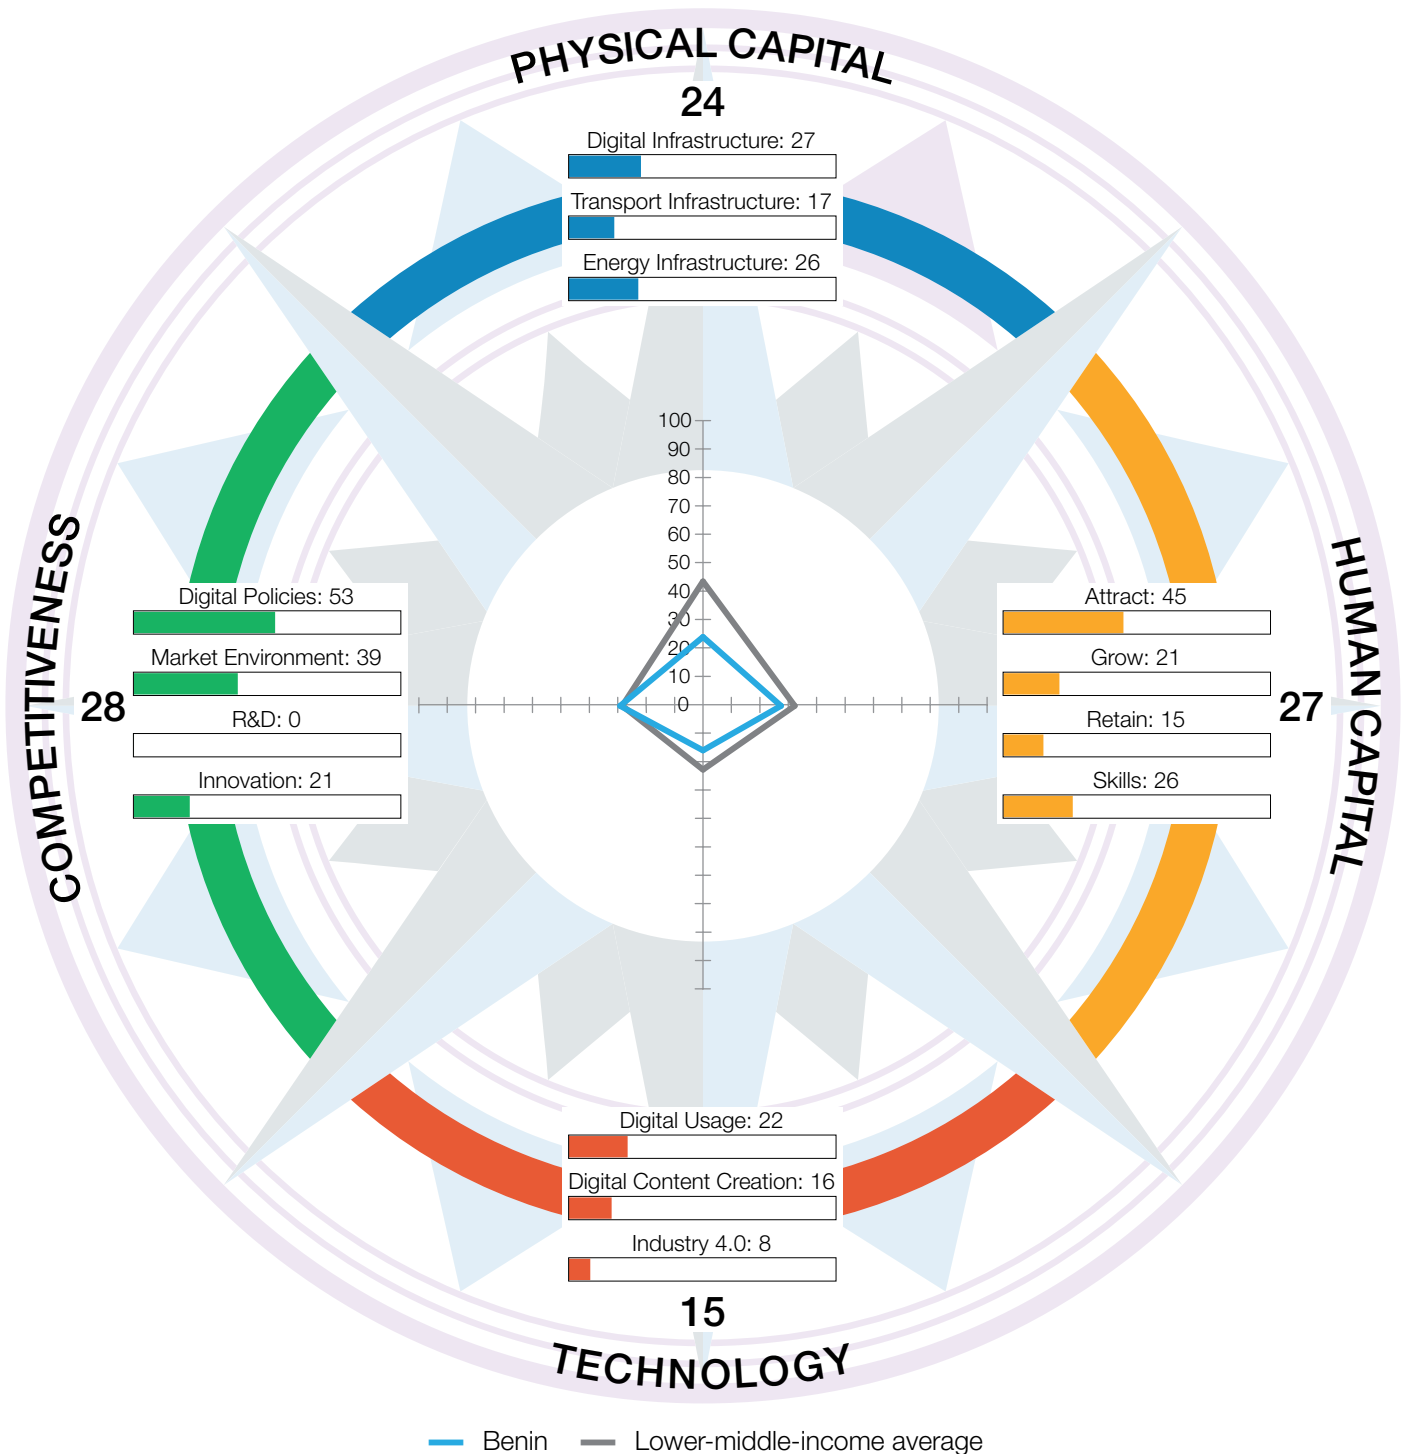 PHYSICAL CAPITAL
24
Digital Infrastructure: 27
Transport Infrastructure: 17
Energy Infrastructure: 26
100
90
80
70
60
50
40
30
20
10
0
COMPETITIVENESS
28
Digital Policies: 53
Market Environment: 39
R&D: 0
Innovation: 21
HUMAN CAPITAL
27
Attract: 45
Grow: 21
Retain: 15
Skills: 26
Digital Usage: 22
Digital Content Creation: 16
Industry 4.0: 8
15
TECHNOLOGY
Benin Lower-middle-income average